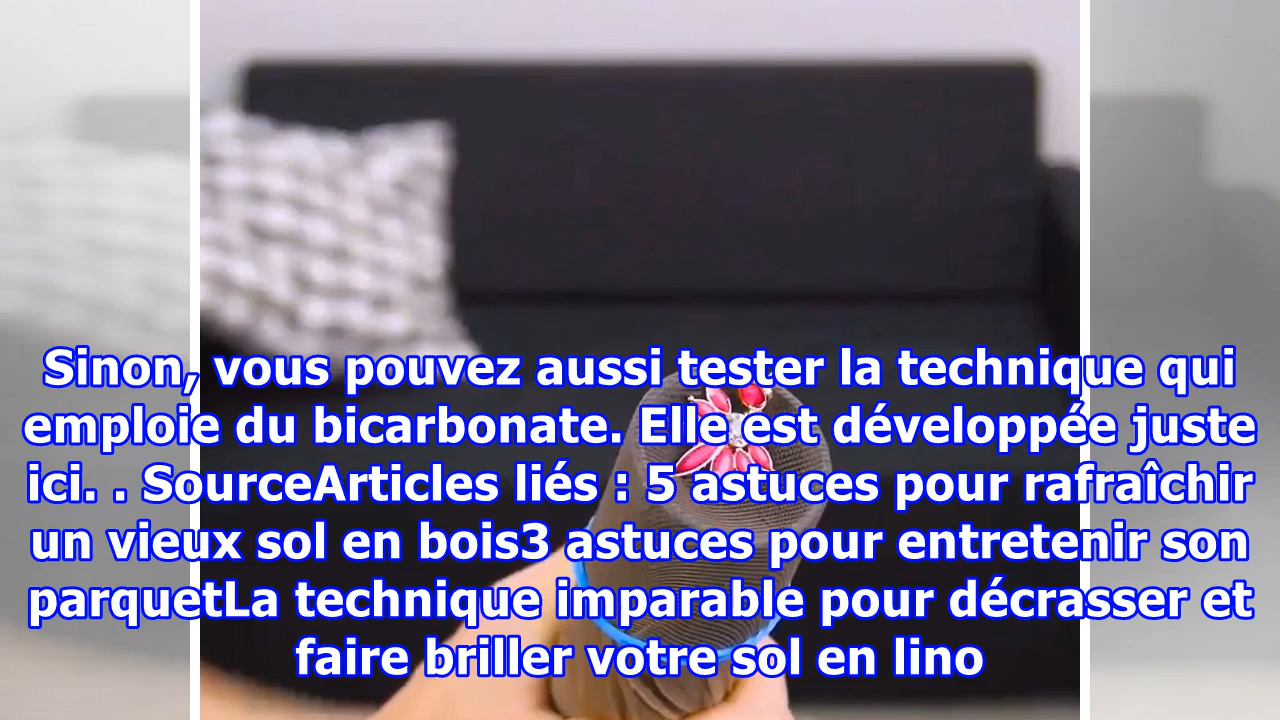 Sinon, vous pouvez aussi tester la technique qui
emploie du bicarbonate. Elle est développée juste
ici. . SourceArticles liés : 5 astuces pour rafraîchir
un vieux sol en bois3 astuces pour entretenir son
parquetLa technique imparable pour décrasser et
faire briller votre sol en lino